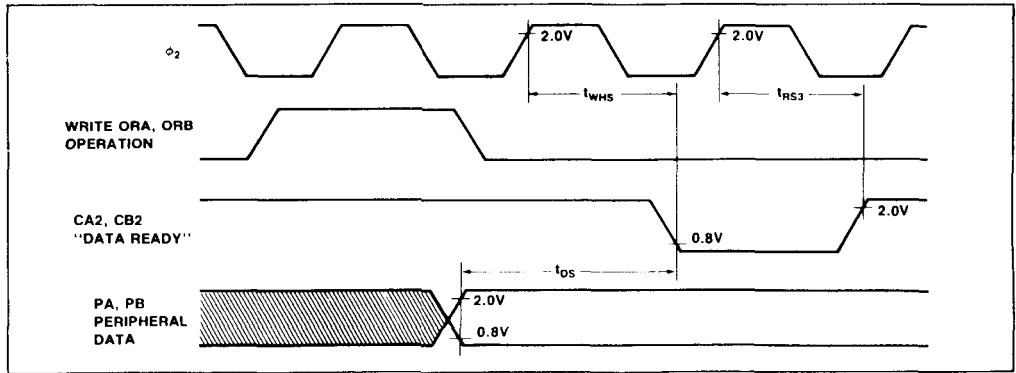 ϕ2
2.0V
2.0V
tWHS
tRS3
WRITE ORA, ORB
OPERATION
CA2, CB2
"DATA READY"
2.0V
0.8V
tDS
PA, PB
PERIPHERAL
DATA
2.0V
0.8V